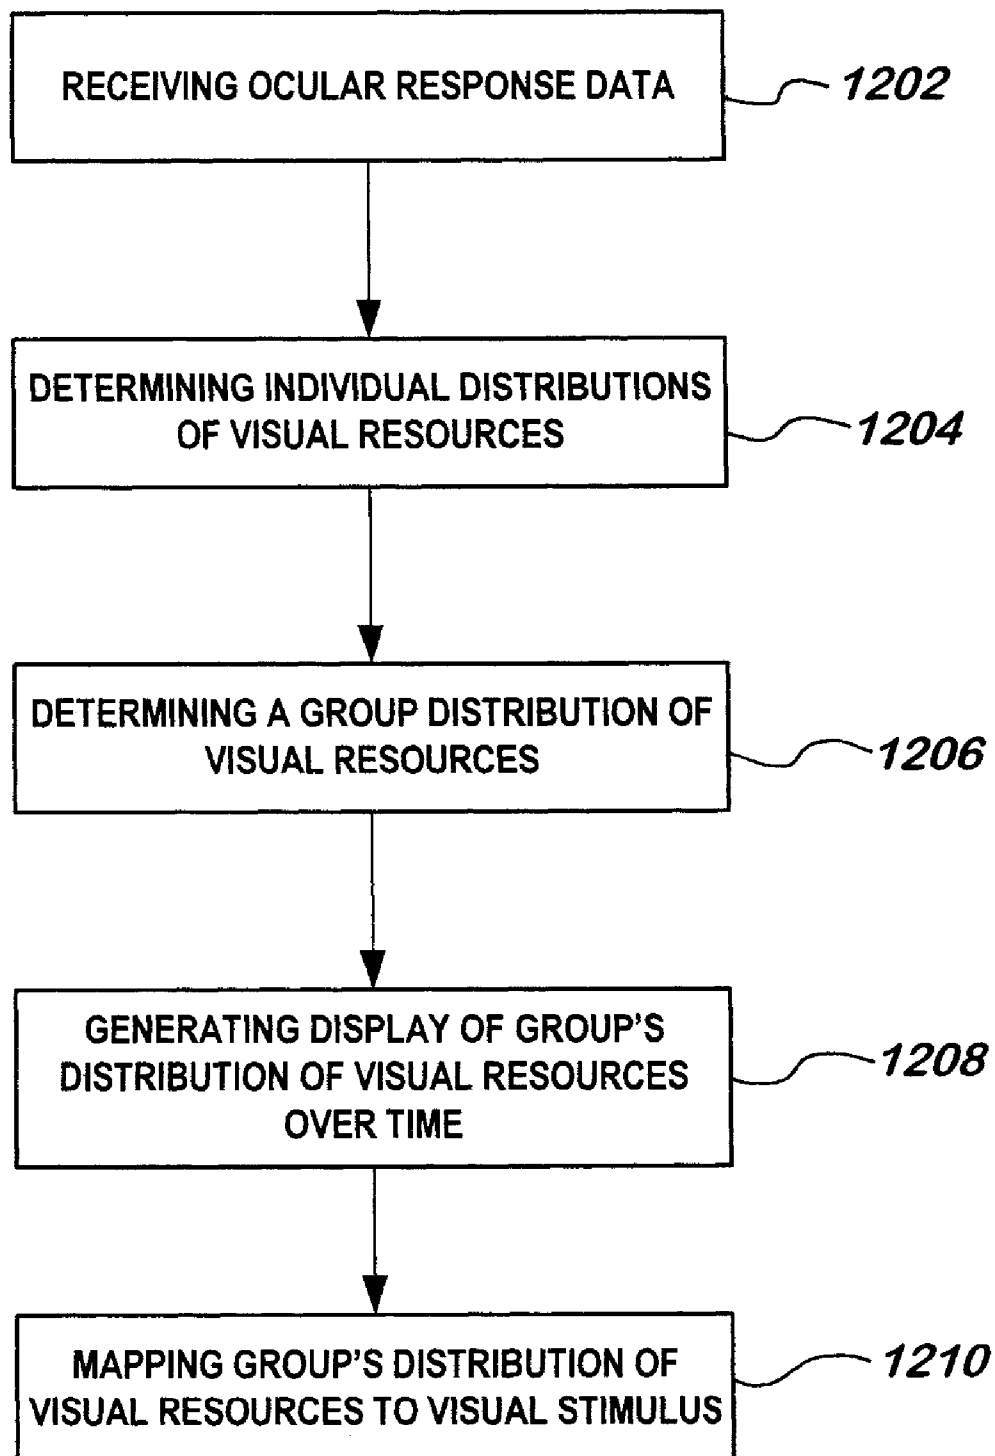 RECEIVING OCULAR RESPONSE DATA
1202
DETERMINING INDIVIDUAL DISTRIBUTIONS
OF VISUAL RESOURCES
1204
DETERMINING A GROUP DISTRIBUTION OF
VISUAL RESOURCES
1206
GENERATING DISPLAY OF GROUP'S
DISTRIBUTION OF VISUAL RESOURCES
OVER TIME
1208
MAPPING GROUP'S DISTRIBUTION OF
VISUAL RESOURCES TO VISUAL STIMULUS
1210